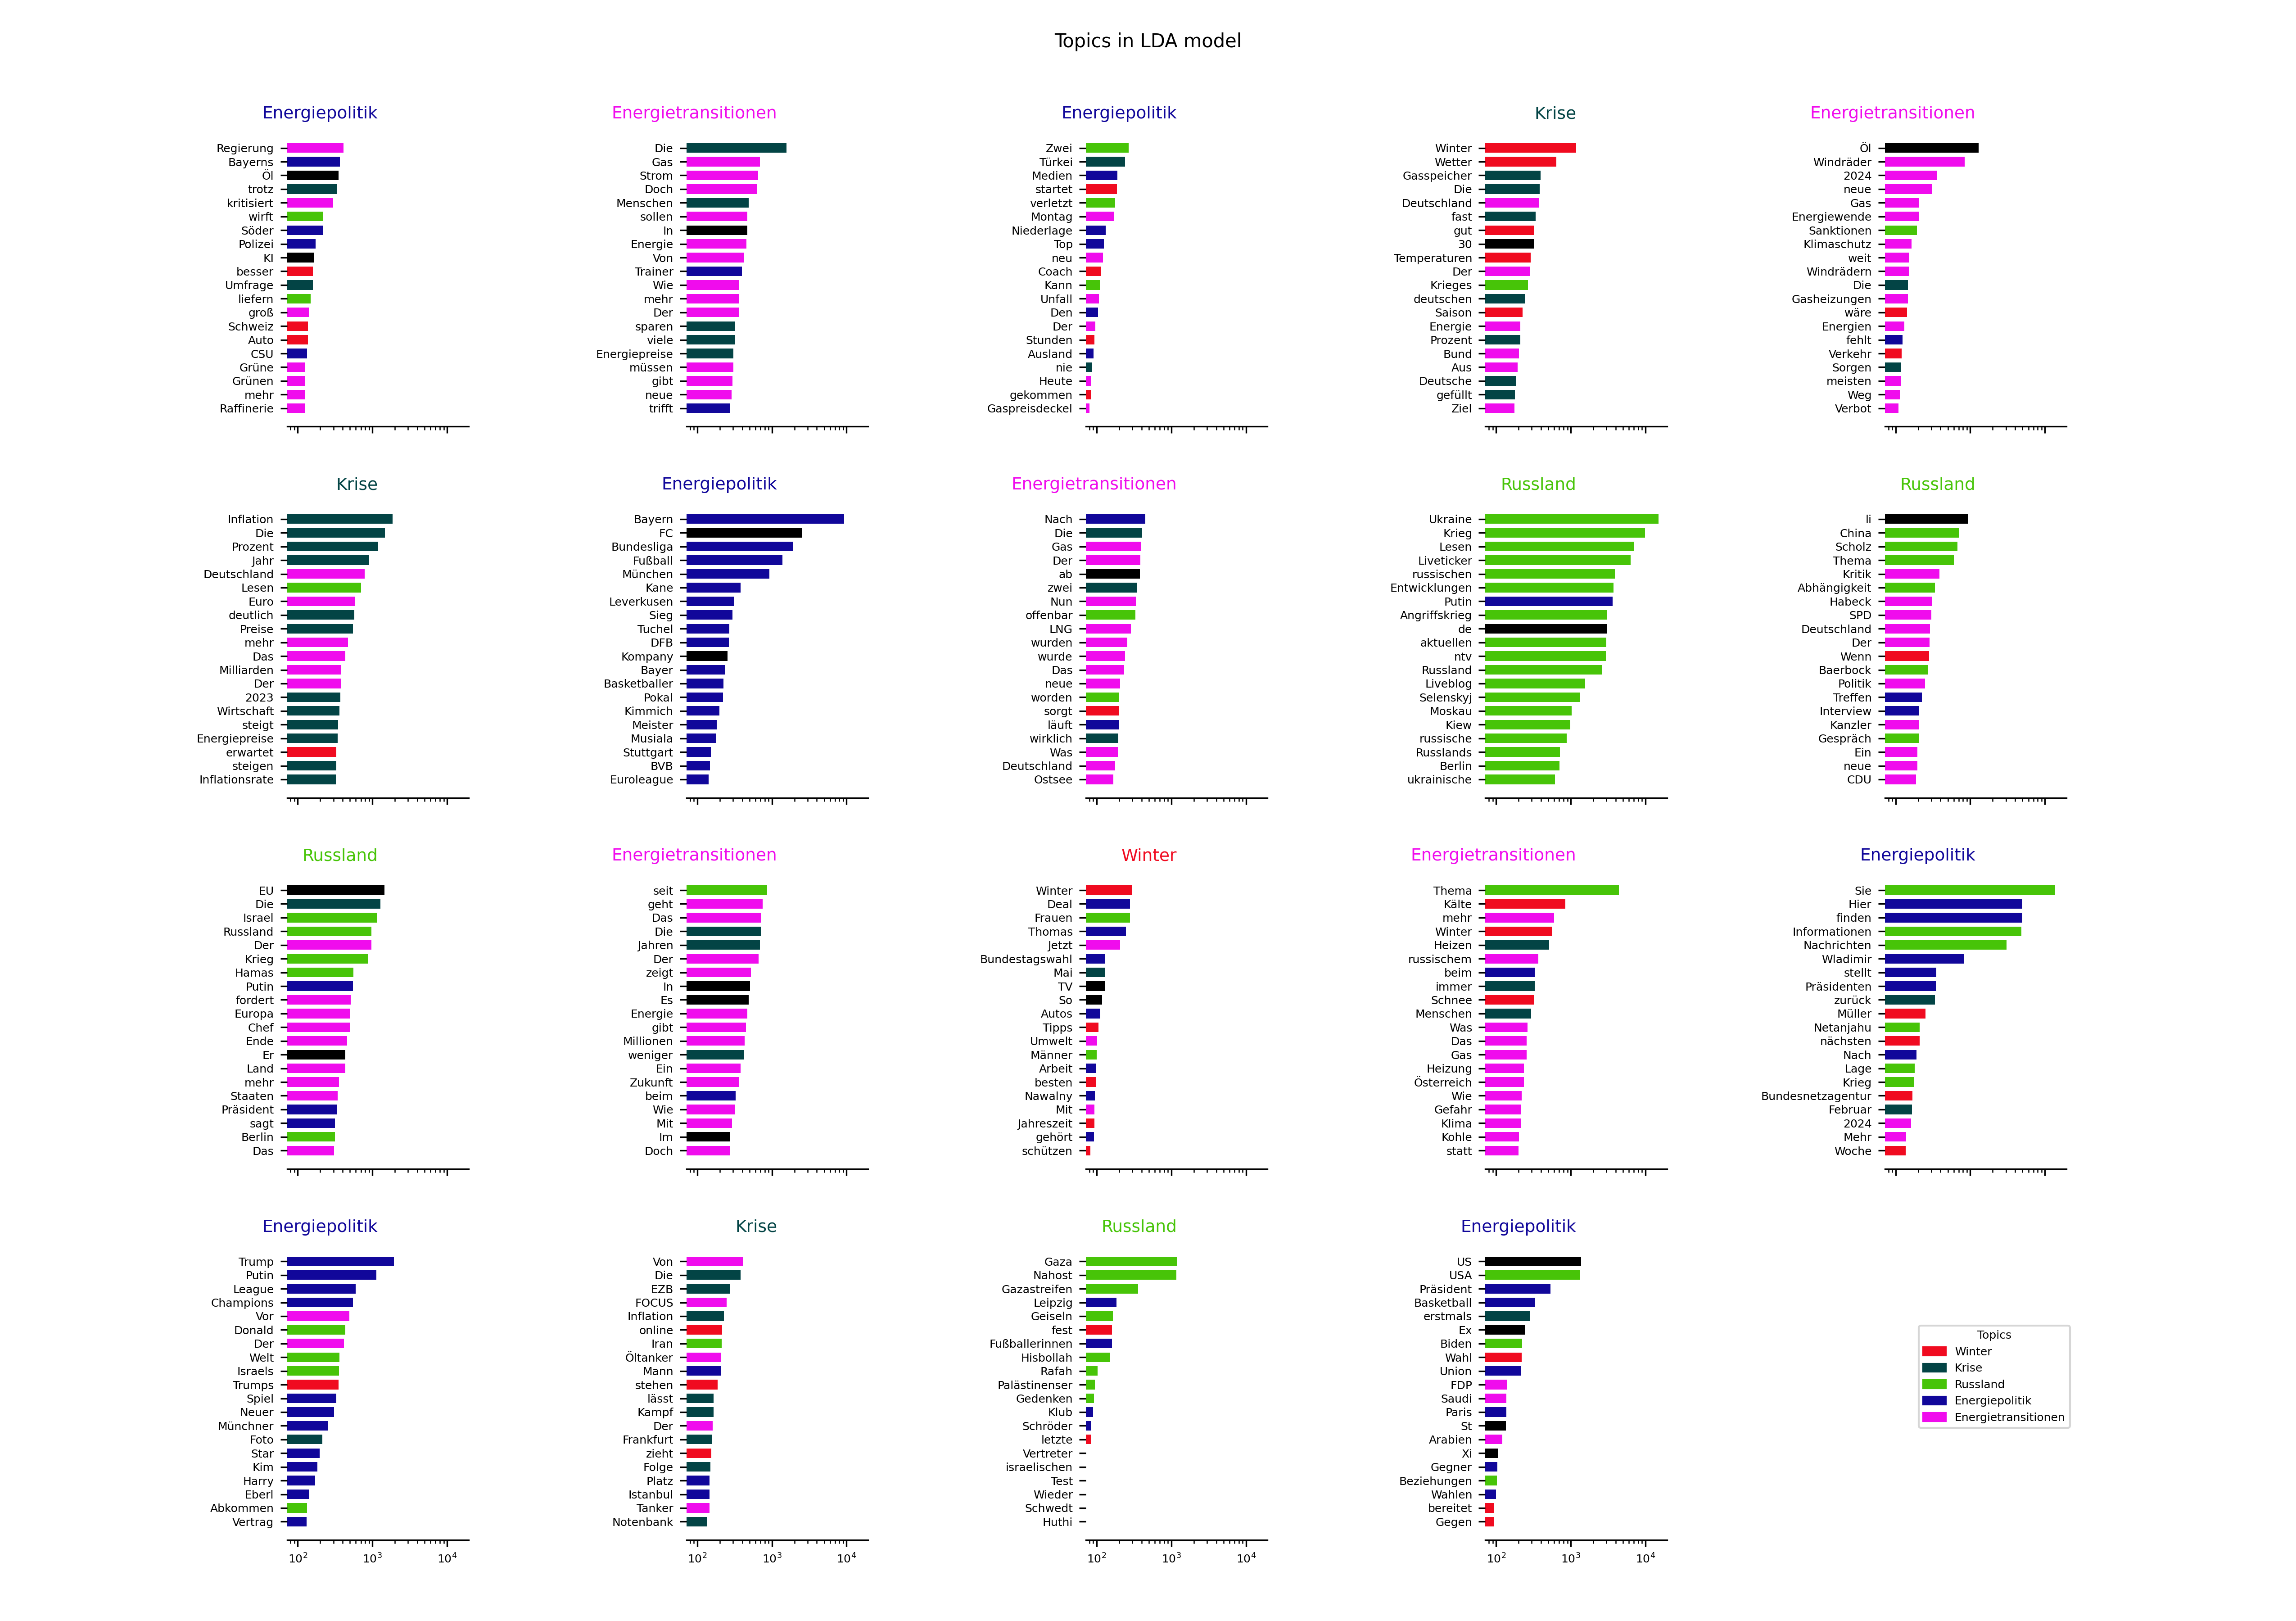 Topics in LDA model
Energiepolitik
Regierung
Bayerns
Öl
trotz
kritisiert
wirft
Söder
Polizei
KI
besser
Umfrage
liefern
groß
Schweiz
Auto
CSU
Grüne
Grünen
mehr
Raffinerie
Energietransitionen
Die
Gas
Strom
Doch
Menschen
sollen
In
Energie
Von
Trainer
Wie
mehr
Der
sparen
viele
Energiepreise
müssen
gibt
neue
trifft
Energiepolitik
Zwei
Türkei
Medien
startet
verletzt
Montag
Niederlage
Top
neu
Coach
Kann
Unfall
Den
Der
Stunden
Ausland
nie
Heute
gekommen
Gaspreisdeckel
Krise
Winter
Wetter
Gasspeicher
Die
Deutschland
fast
gut
30
Temperaturen
Der
Krieges
deutschen
Saison
Energie
Prozent
Bund
Aus
Deutsche
gefüllt
Ziel
Energietransitionen
Öl
Windräder
2024
neue
Gas
Energiewende
Sanktionen
Klimaschutz
weit
Windrädern
Die
Gasheizungen
wäre
Energien
fehlt
Verkehr
Sorgen
meisten
Weg
Verbot
Krise
Inflation
Die
Prozent
Jahr
Deutschland
Lesen
Euro
deutlich
Preise
mehr
Das
Milliarden
Der
2023
Wirtschaft
steigt
Energiepreise
erwartet
steigen
Inflationsrate
Energiepolitik
Bayern
FC
Bundesliga
Fußball
München
Kane
Leverkusen
Sieg
Tuchel
DFB
Kompany
Bayer
Basketballer
Pokal
Kimmich
Meister
Musiala
Stuttgart
BVB
Euroleague
Energietransitionen
Nach
Die
Gas
Der
ab
zwei
Nun
offenbar
LNG
wurden
wurde
Das
neue
worden
sorgt
läuft
wirklich
Was
Deutschland
Ostsee
Russland
Ukraine
Krieg
Lesen
Liveticker
russischen
Entwicklungen
Putin
Angriffskrieg
de
aktuellen
ntv
Russland
Liveblog
Selenskyj
Moskau
Kiew
russische
Russlands
Berlin
ukrainische
Russland
li
China
Scholz
Thema
Kritik
Abhängigkeit
Habeck
SPD
Deutschland
Der
Wenn
Baerbock
Politik
Treffen
Interview
Kanzler
Gespräch
Ein
neue
CDU
Russland
EU
Die
Israel
Russland
Der
Krieg
Hamas
Putin
fordert
Europa
Chef
Ende
Er
Land
mehr
Staaten
Präsident
sagt
Berlin
Das
Energietransitionen
seit
geht
Das
Die
Jahren
Der
zeigt
In
Es
Energie
gibt
Millionen
weniger
Ein
Zukunft
beim
Wie
Mit
Im
Doch
Winter
Winter
Deal
Frauen
Thomas
Jetzt
Bundestagswahl
Mai
TV
So
Autos
Tipps
Umwelt
Männer
Arbeit
besten
Nawalny
Mit
Jahreszeit
gehört
schützen
Energietransitionen
Thema
Kälte
mehr
Winter
Heizen
russischem
beim
immer
Schnee
Menschen
Was
Das
Gas
Heizung
Österreich
Wie
Gefahr
Klima
Kohle
statt
Energiepolitik
Sie
Hier
finden
Informationen
Nachrichten
Wladimir
stellt
Präsidenten
zurück
Müller
Netanjahu
nächsten
Nach
Lage
Krieg
Bundesnetzagentur
Februar
2024
Mehr
Woche
Energiepolitik
Trump
Putin
League
Champions
Vor
Donald
Der
Welt
Israels
Trumps
Spiel
Neuer
Münchner
Foto
Star
Kim
Harry
Eberl
Abkommen
Vertrag
10² 10³ 10⁴
Krise
Von
Die
EZB
FOCUS
Inflation
online
Iran
Öltanker
Mann
stehen
lässt
Kampf
Der
Frankfurt
zieht
Folge
Platz
Istanbul
Tanker
Notenbank
10² 10³ 10⁴
Russland
Gaza
Nahost
Gazastreifen
Leipzig
Geiseln
fest
Fußballerinnen
Hisbollah
Rafah
Palästinenser
Gedenken
Klub
Schröder
letzte
Vertreter
israelischen
Test
Wieder
Schwedt
Huthi
10² 10³ 10⁴
Energiepolitik
US
USA
Präsident
Basketball
erstmals
Ex
Biden
Wahl
Union
FDP
Saudi
Paris
St
Arabien
Xi
Gegner
Beziehungen
Wahlen
bereitet
Gegen
10² 10³ 10⁴
Topics
Winter
Krise
Russland
Energiepolitik
Energietransitionen